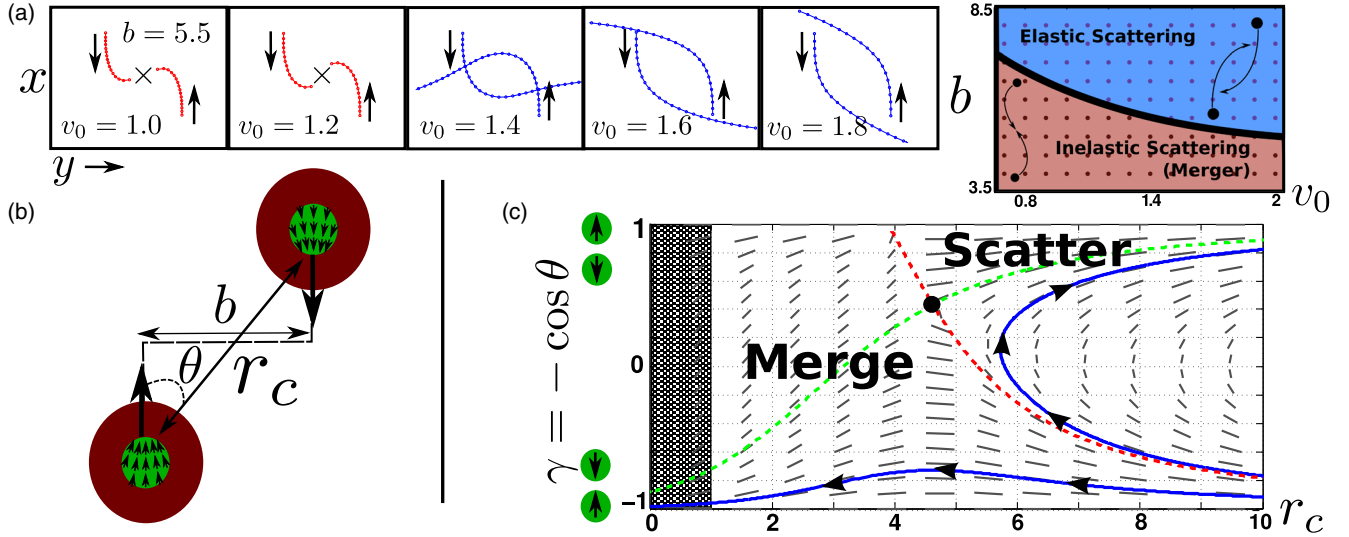 (a)
b = 5.5
x
v₀ = 1.0
v₀ = 1.2
v₀ = 1.4
v₀ = 1.6
v₀ = 1.8
y
8.5
Elastic Scattering
b
Inelastic Scattering
(Merger)
3.5
0.8
1.4
2
v₀
(b)
b
θ
r_c
(c)
1
Scatter
γ = − cos θ
Merge
0
−1
0
2
4
6
8
10
r_c